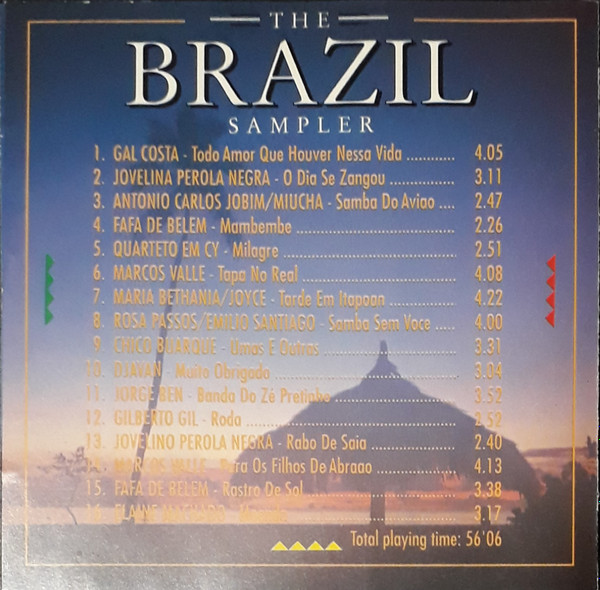 THE
BRAZIL
SAMPLER
1. GAL COSTA - Todo Amor Que Houver Nessa Vida ............ 4.05
2. JOVELINA PEROLA NEGRA - O Dia Se Zangou ................ 3.11
3. ANTONIO CARLOS JOBIM/MIUCHA - Samba Do Aviao .... 2.47
4. FAFA DE BELEM - Mambembe ................................ 2.26
5. QUARTETO EM CY - Milagre ................................ 2.51
6. MARCOS VALLE - Tapa No Real ................................ 4.08
7. MARIA BETHANIA/JOYCE - Tarde Em Itapoan ................ 4.22
8. ROSA PASSOS/EMILIO SANTIAGO - Samba Sem Voce ..... 4.00
9. CHICO BUARQUE - Umas E Outras ................................ 3.31
10. DJAVAN - Muito Obrigado ................................ 3.04
11. JORGE BEN - Banda Do Zé Pretinho ........................ 3.52
12. GILBERTO GIL - Roda ................................ 2.52
13. JOVELINO PEROLA NEGRA - Rabo De Saia .................. 2.40
14. MARCOS VALLE - Para Os Filhos De Abraao ................ 4.13
15. FAFA DE BELEM - Rastro De Sol ................................ 3.38
16. ELAINE MACHADO - ................................ 3.17
Total playing time: 56'06